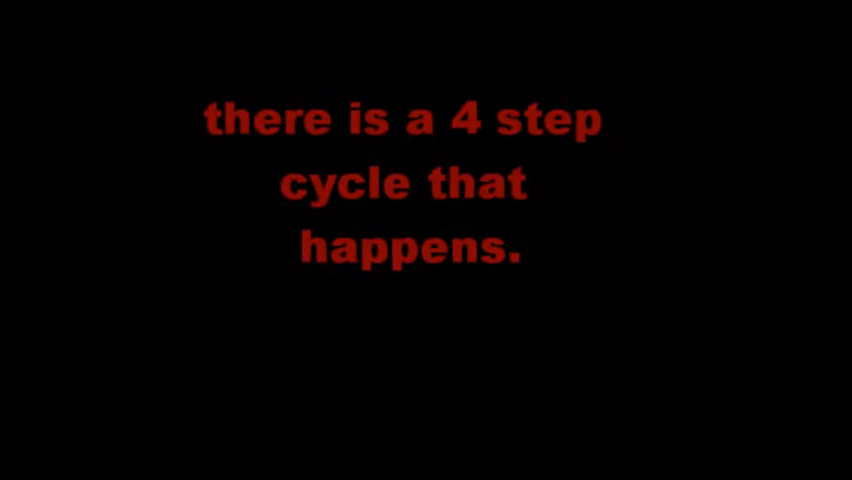 there is a 4 step
cycle that
happens.